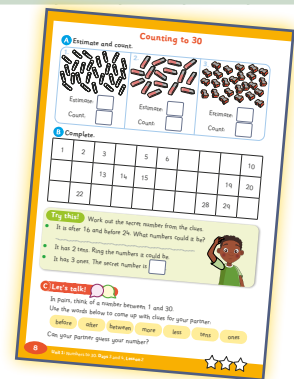 Counting to 30
A Estimate and count.
1. 2. 3.
Estimate: Estimate: Estimate:
Count: Count: Count:
B Complete.
1 2 3 5 6 10
13 14 15 19 20
22 28 29
Try this! Work out the secret number from the clues.
It is after 16 and before 24. What numbers could it be?
It has 2 tens. Ring the numbers it could be.
It has 3 ones. The secret number is
C Let's talk!
In pairs, think of a number between 1 and 30.
Use the words below to come up with clues for your partner.
before after between more less tens ones
Can your partner guess your number?
8